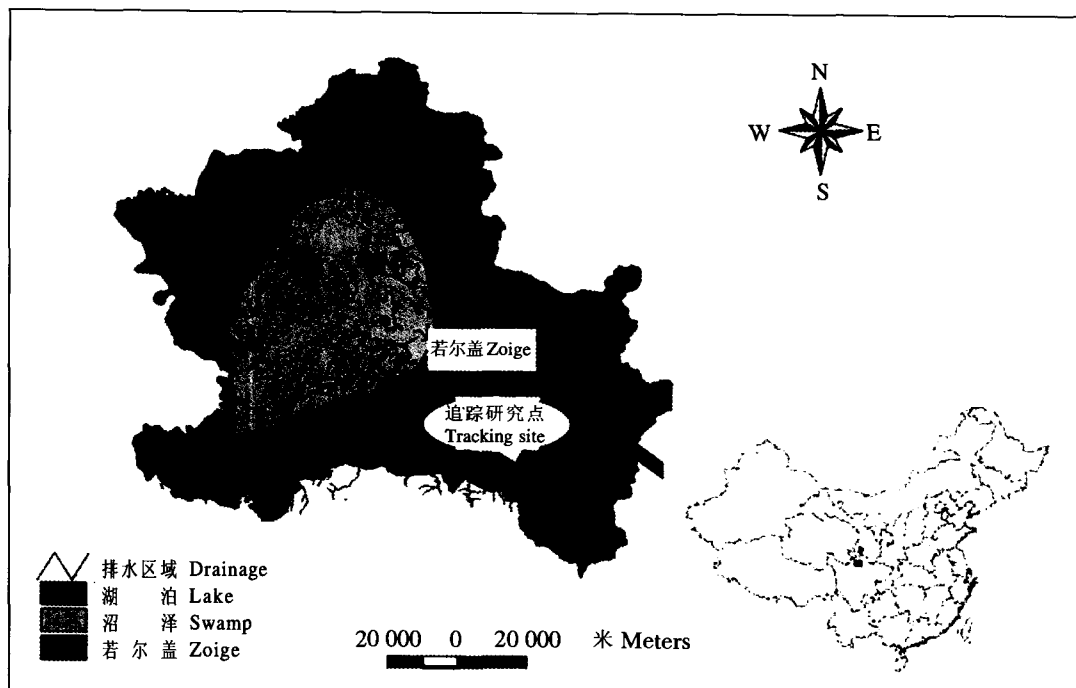 N
W E
S
若尔盖 Zoige
追踪研究点
Tracking site
排水区域 Drainage
湖 泊 Lake
沼 泽 Swamp
若 尔 盖 Zoige
20 000 0 20 000 米 Meters